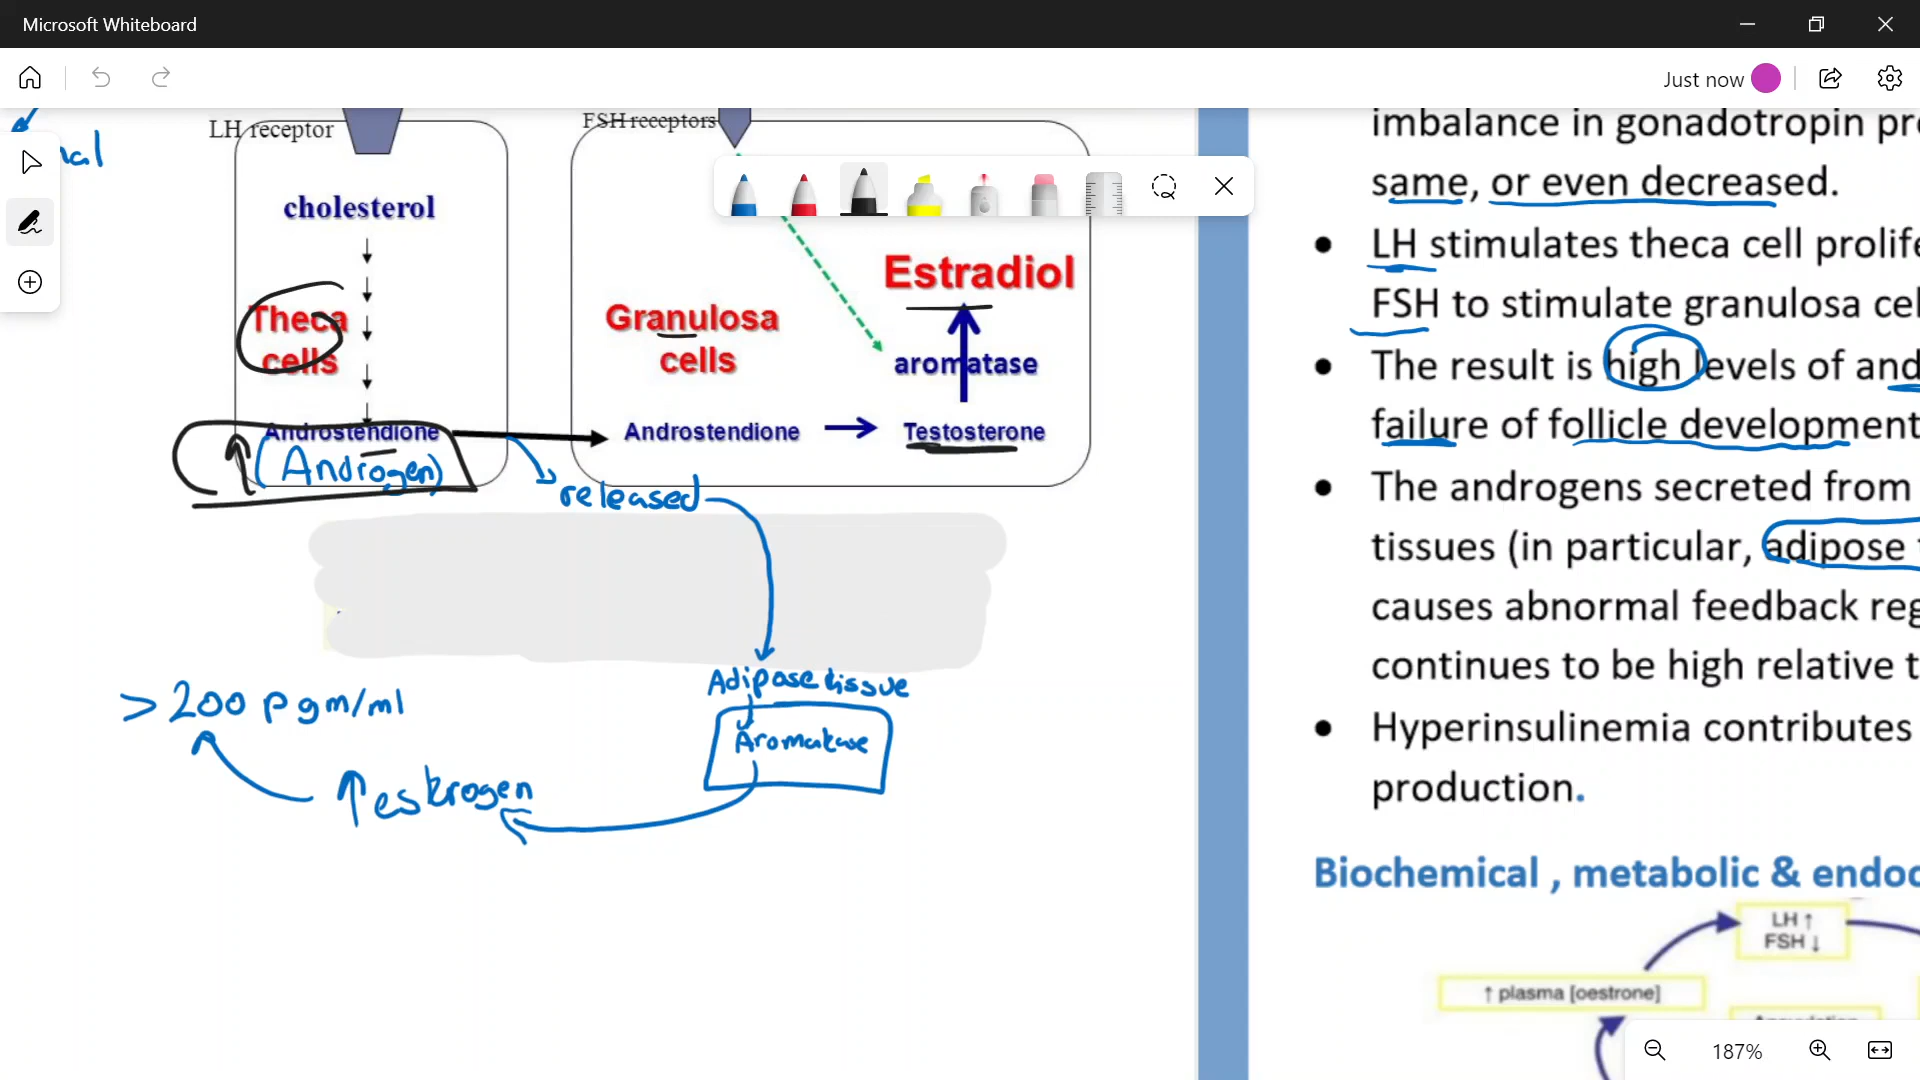 Microsoft Whiteboard
Just now
nal
LH receptor
cholesterol
Theca
cells
Androstendione
↑(Androgen)
FSH receptors
Estradiol
Granulosa
cells
aromatase
Androstendione
Testosterone
released
Adipose tissue
Aromatase
↑ estrogen
> 200 pgm/ml
imbalance in gonadotropin pr
same, or even decreased.
• LH stimulates theca cell prolife
FSH to stimulate granulosa cel
• The result is high levels of and
failure of follicle development
• The androgens secreted from
tissues (in particular, adipose t
causes abnormal feedback reg
continues to be high relative t
• Hyperinsulinemia contributes
production.
Biochemical , metabolic & endoc
LH ↑
FSH ↓
↑ plasma [oestrone]
187%